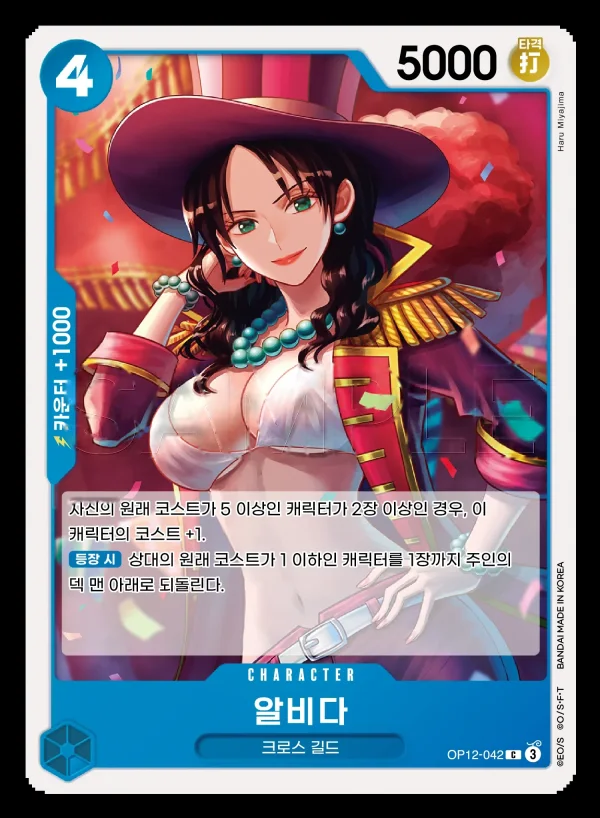 4
5000
타격
打
Haru Miyajima
카운터 +1000
SAMPLE
자신의 원래 코스트가 5 이상인 캐릭터가 2장 이상인 경우, 이
캐릭터의 코스트 +1.
등장 시 상대의 원래 코스트가 1 이하인 캐릭터를 1장까지 주인의
덱 맨 아래로 되돌린다.
CHARACTER
알비다
크로스 길드
OP12-042 C 3
©EO/S ©O/S·F·T BANDAI MADE IN KOREA